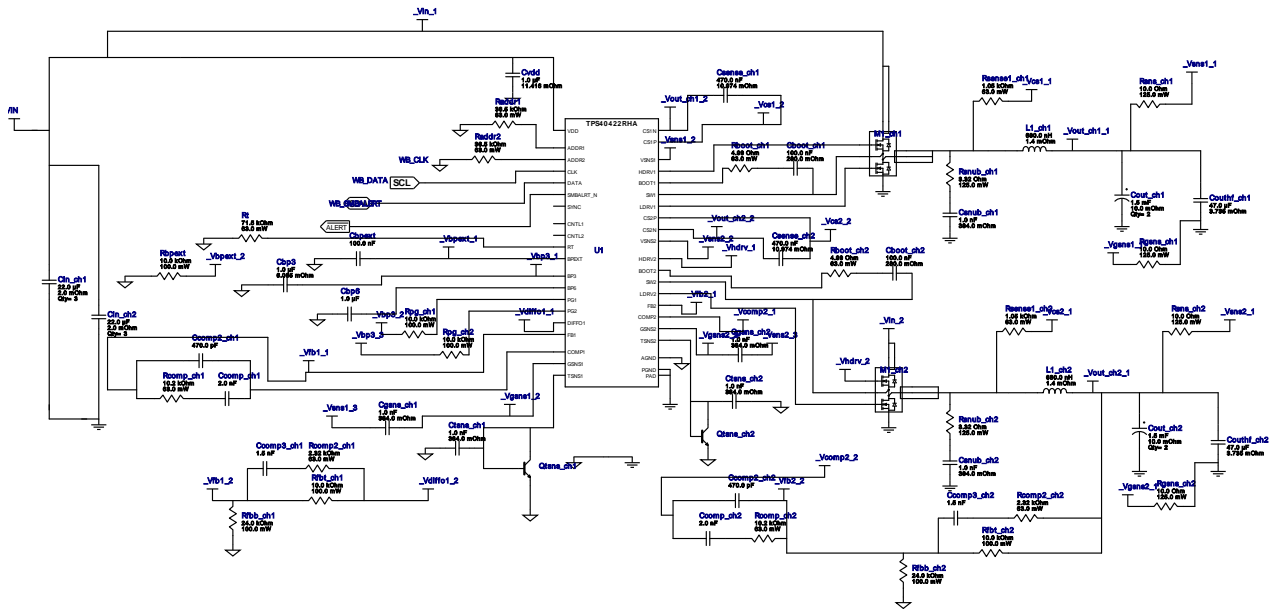 _Vin_1
/IN
Cvdd
1.0 µF
11.416 mOhm
Csense_ch1
470.0 nF
10.574 mOhm
Raddr1
36.5 kOhm
63.0 mW
Raddr2
36.5 kOhm
63.0 mW
WB_CLK
WB_DATA
SCL
ALERT
TPS40422RHA
U1
VDD
ADDR1
ADDR2
CLK
DATA
SMBALRT_N
SYNC
CNTL1
CNTL2
RT
BPEXT
BP3
BP6
PG1
PG2
DIFFO1
FB1
COMP1
GSNS1
TSNS1
CS1N
CS1P
VSNS1
HDRV1
BOOT1
SW1
LDRV1
CS2P
CS2N
VSNS2
HDRV2
BOOT2
SW2
LDRV2
FB2
COMP2
GSNS2
TSNS2
AGND
PGND
PAD
_Vout_ch1_2
_Vcs1_2
_Vsns1_2
Rboot_ch1
4.99 Ohm
63.0 mW
Cboot_ch1
100.0 nF
280.0 mOhm
M1_ch1
Rsense1_ch1
1.05 kOhm
63.0 mW
_Vcs1_1
Rsns_ch1
10.0 Ohm
125.0 mW
_Vsns1_1
L1_ch1
680.0 nH
1.4 mOhm
_Vout_ch1_1
Rsnub_ch1
3.32 Ohm
125.0 mW
Csnub_ch1
1.0 nF
384.0 mOhm
Cout_ch1
1.5 mF
10.0 mOhm
Qty= 2
Couthf_ch1
47.0 µF
3.735 mOhm
_Vgsns1_1
Rgsns_ch1
10.0 Ohm
125.0 mW
Rt
71.5 kOhm
63.0 mW
Rbpext
10.0 kOhm
100.0 mW
_Vbpext_2
Cbpext
100.0 nF
_Vbpext_1
Cbp3
1.0 µF
_Vbp3_1
Cbp6
1.0 µF
_Vbp3_2
_Vbp3_3
Rpg_ch1
10.0 kOhm
100.0 mW
Rpg_ch2
10.0 kOhm
100.0 mW
_Vdiffo1_1
_Vout_ch2_2
_Vsns2_2
_Vhdrv_1
Csense_ch2
470.0 nF
10.574 mOhm
_Vcs2_2
Rboot_ch2
4.99 Ohm
63.0 mW
Cboot_ch2
100.0 nF
280.0 mOhm
_Vfb2_1
_Vcomp2_1
_Vgsns2_2
Cgsns_ch2
1.0 nF
384.0 mOhm
_Vsns2_3
Cin_ch1
22.0 µF
2.0 mOhm
Qty= 3
Cin_ch2
22.0 µF
2.0 mOhm
Qty= 3
Ccomp2_ch1
470.0 pF
Rcomp_ch1
10.2 kOhm
63.0 mW
Ccomp_ch1
2.0 nF
_Vfb1_1
_Vsns1_3
Cgsns_ch1
1.0 nF
384.0 mOhm
_Vgsns1_2
Ctsns_ch1
1.0 nF
384.0 mOhm
Qtsns_ch1
Ctsns_ch2
1.0 nF
384.0 mOhm
Qtsns_ch2
_Vin_2
_Vhdrv_2
M1_ch2
Rsense1_ch2
1.05 kOhm
63.0 mW
_Vcs2_1
Rsns_ch2
10.0 Ohm
125.0 mW
_Vsns2_1
L1_ch2
680.0 nH
1.4 mOhm
_Vout_ch2_1
Rsnub_ch2
3.32 Ohm
125.0 mW
Csnub_ch2
1.0 nF
384.0 mOhm
Cout_ch2
1.5 mF
10.0 mOhm
Qty= 2
Couthf_ch2
47.0 µF
3.735 mOhm
_Vgsns2_1
Rgsns_ch2
10.0 Ohm
125.0 mW
Ccomp3_ch1
1.5 nF
Rcomp2_ch1
2.32 kOhm
63.0 mW
_Vfb1_2
Rfbt_ch1
10.0 kOhm
100.0 mW
_Vdiffo1_2
Rfbb_ch1
24.0 kOhm
100.0 mW
_Vcomp2_2
Ccomp2_ch2
470.0 pF
_Vfb2_2
Ccomp_ch2
2.0 nF
Rcomp_ch2
10.2 kOhm
63.0 mW
Ccomp3_ch2
1.5 nF
Rcomp2_ch2
2.32 kOhm
63.0 mW
Rfbt_ch2
10.0 kOhm
100.0 mW
Rfbb_ch2
24.0 kOhm
100.0 mW